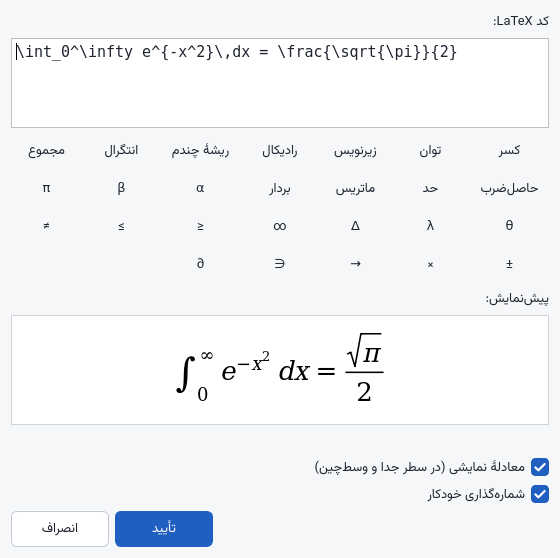 کد LaTeX:
\int_0^\infty e^{-x^2}\,dx = \frac{\sqrt{\pi}}{2}
کسر توان زیرنویس رادیکال ریشهٔ چندم انتگرال مجموع
حاصل‌ضرب حد ماتریس بردار α β π
θ λ Δ ∞ ≥ ≤ ≠
± × → ∋ ∂
پیش‌نمایش:
∫₀^∞ e^{−x²} dx = √π/2
معادلهٔ نمایشی (در سطر جدا و وسط‌چین)
شماره‌گذاری خودکار
تأیید انصراف